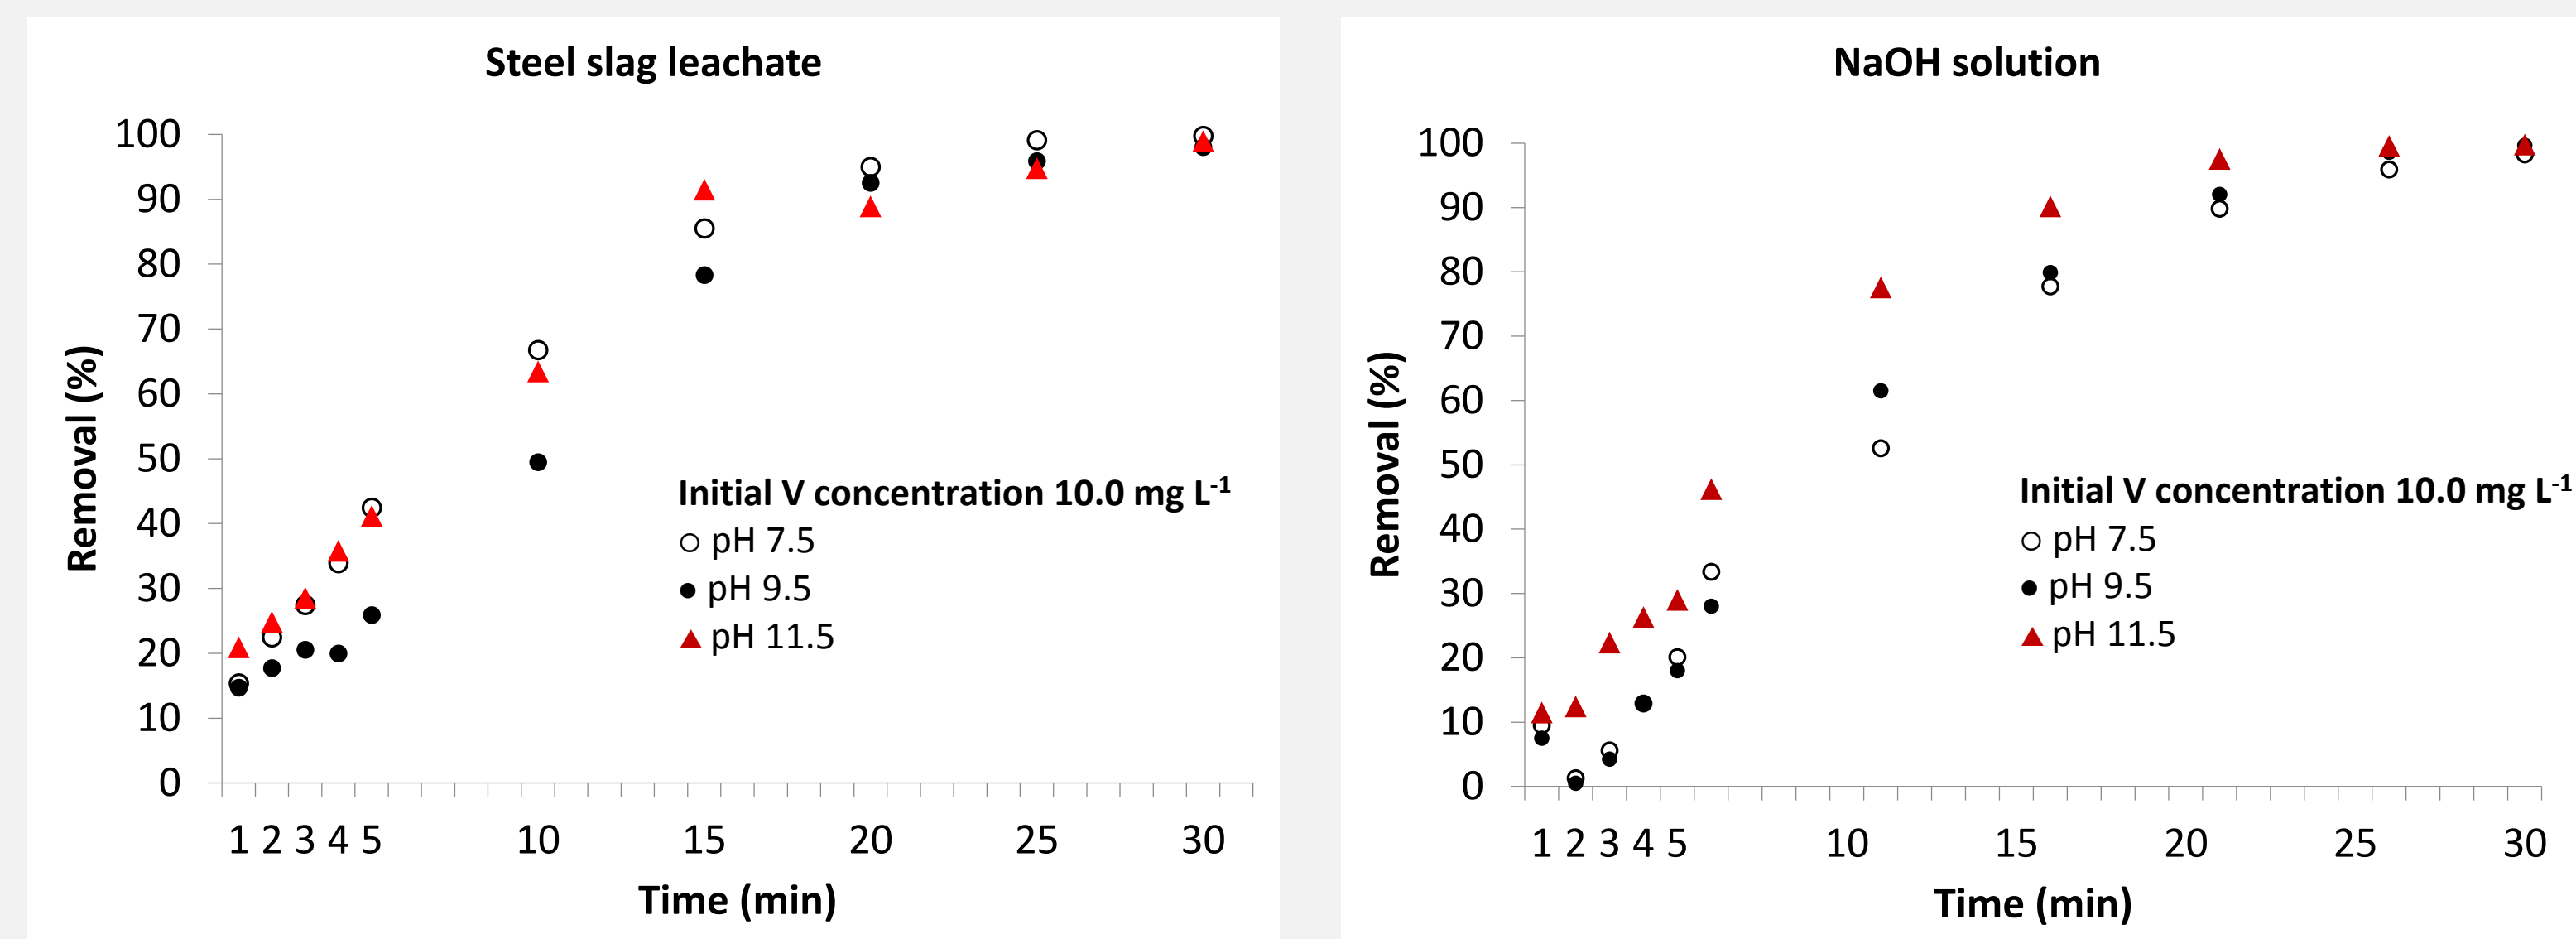 Steel slag leachate
100
90
80
70
60
50
40
30
20
10
0
Removal (%)
Initial V concentration 10.0 mg L⁻¹
pH 7.5
pH 9.5
pH 11.5
1 2 3 4 5 10 15 20 25 30
Time (min)
NaOH solution
100
90
80
70
60
50
40
30
20
10
0
Removal (%)
Initial V concentration 10.0 mg L⁻¹
pH 7.5
pH 9.5
pH 11.5
1 2 3 4 5 10 15 20 25 30
Time (min)